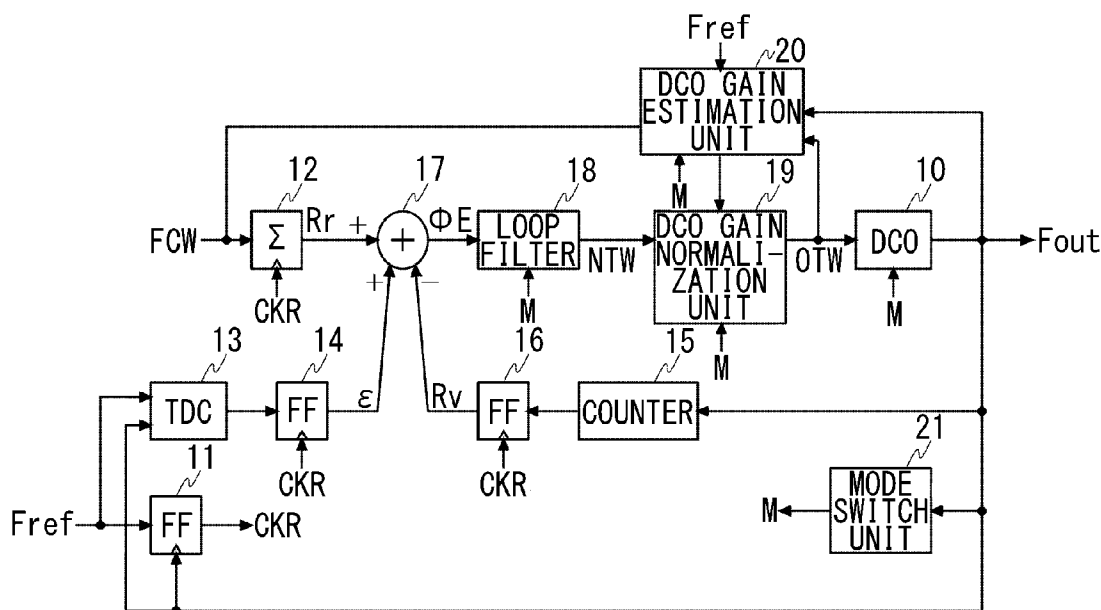 Fref
20
DCO GAIN
ESTIMATION
UNIT
12
17
18
M
19
10
FCW
Σ
Rr
+
+
ΦE
LOOP
FILTER
NTW
DCO GAIN
NORMALI-
ZATION
UNIT
OTW
DCO
Fout
CKR
+
−
M
M
M
13
14
16
15
TDC
FF
ε
Rv
FF
COUNTER
21
11
CKR
CKR
MODE
SWITCH
UNIT
M
Fref
FF
CKR